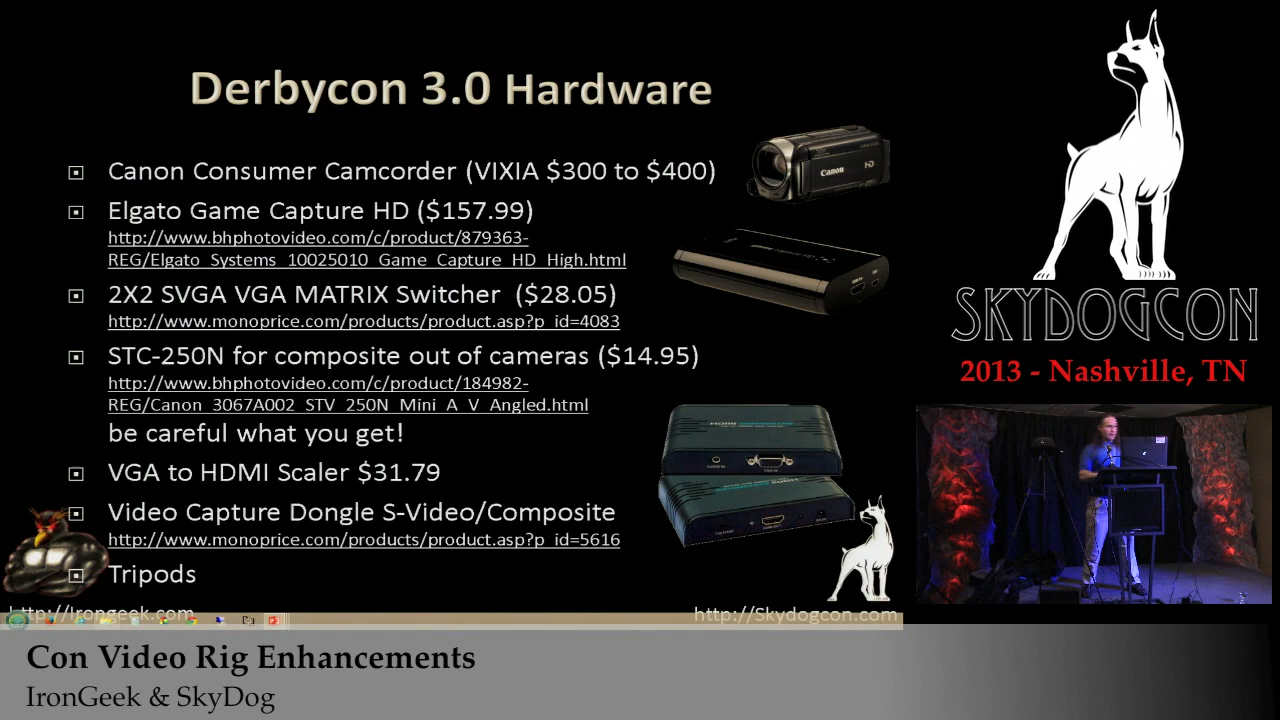 Derbycon 3.0 Hardware
Canon Consumer Camcorder (VIXIA $300 to $400)
Elgato Game Capture HD ($157.99)
http://www.bhphotovideo.com/c/product/879363-
REG/Elgato_Systems_10025010_Game_Capture_HD_High.html
2X2 SVGA VGA MATRIX Switcher ($28.05)
http://www.monoprice.com/products/product.asp?p_id=4083
STC-250N for composite out of cameras ($14.95)
http://www.bhphotovideo.com/c/product/184982-
REG/Canon_3067A002_STV_250N_Mini_A_V_Angled.html
be careful what you get!
VGA to HDMI Scaler $31.79
Video Capture Dongle S-Video/Composite
http://www.monoprice.com/products/product.asp?p_id=5616
Tripods
http://Irongeek.com
http://Skydogcon.com
Canon
HD
SKYDOGCON
2013 - Nashville, TN
Con Video Rig Enhancements
IronGeek & SkyDog